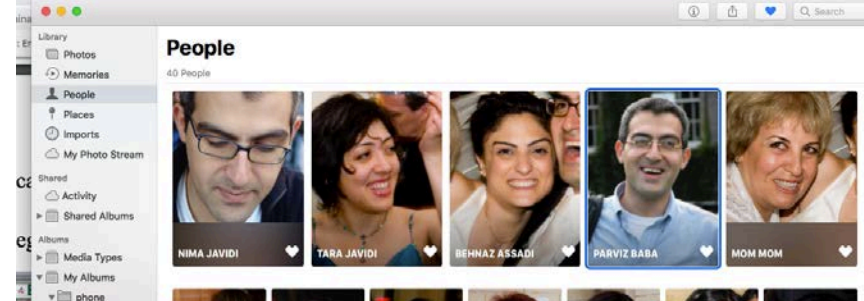 Search
Library
Photos
Memories
People
Places
Imports
My Photo Stream
Shared
Activity
Shared Albums
Albums
Media Types
My Albums
phone
People
40 People
NIMA JAVIDI
TARA JAVIDI
BEHNAZ ASSADI
PARVIZ BABA
MOM MOM